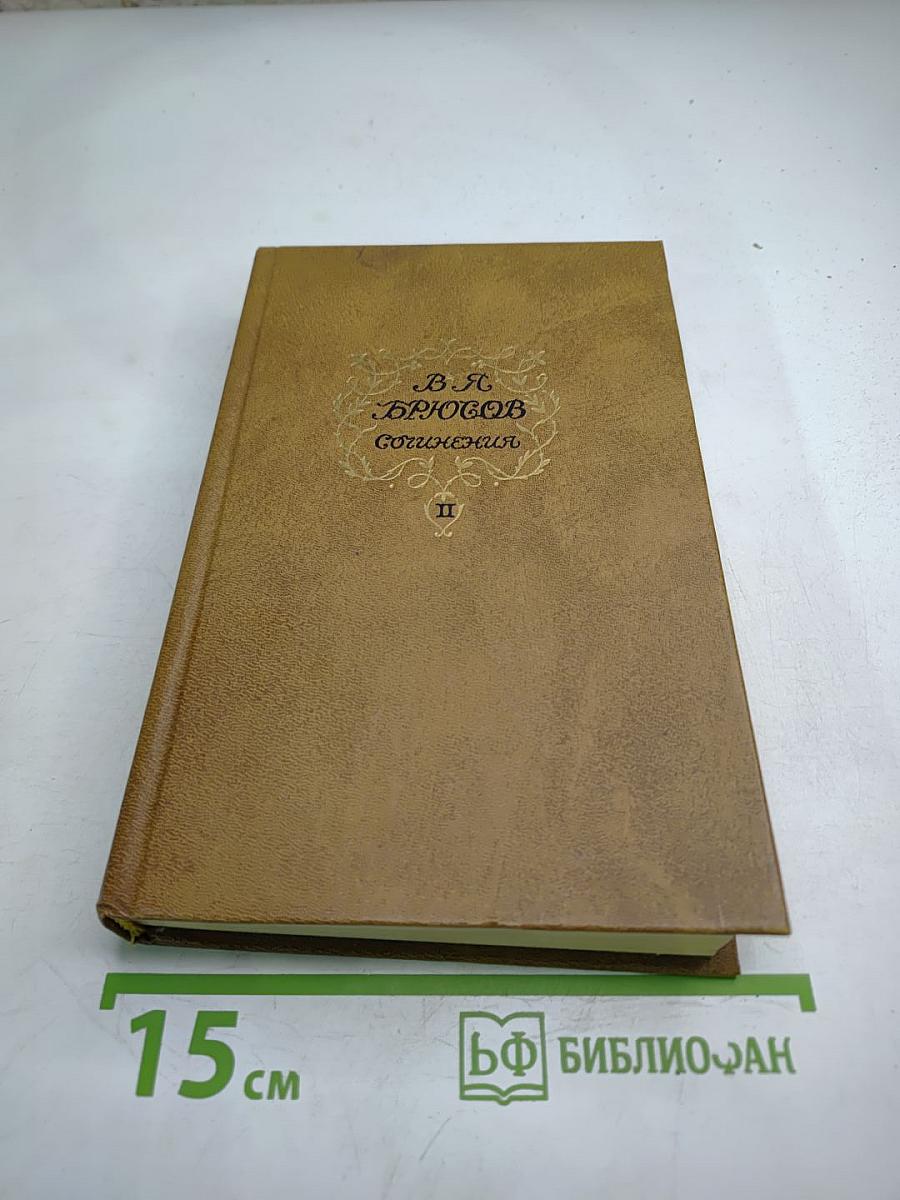 В Я
БРЮСОВ
СОЧИНЕНИЯ
II
15 см
БФ БИБЛИОФАН